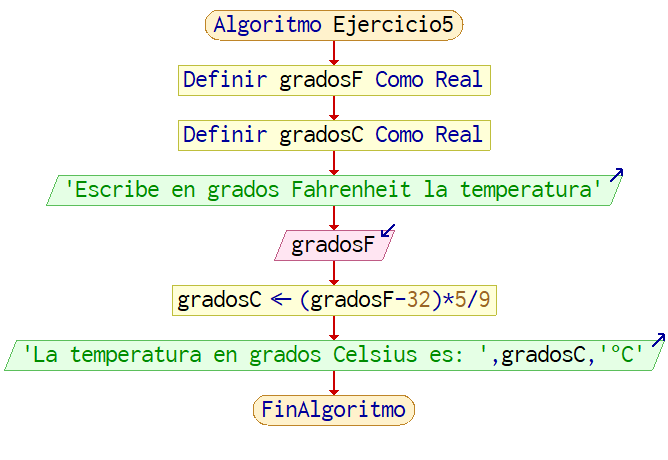 Algoritmo Ejercicio5
Definir gradosF Como Real
Definir gradosC Como Real
'Escribe en grados Fahrenheit la temperatura'
gradosF
gradosC ← (gradosF-32)*5/9
'La temperatura en grados Celsius es: ',gradosC,'ºC'
FinAlgoritmo